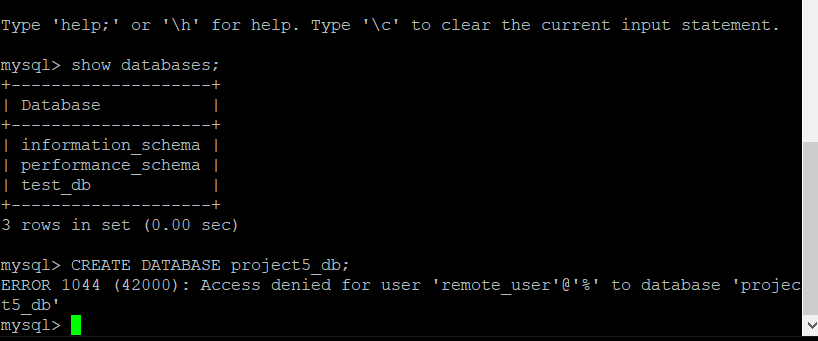 Type 'help;' or '\h' for help. Type '\c' to clear the current input statement.
mysql> show databases;
+--------------------+
| Database           |
+--------------------+
| information_schema |
| performance_schema |
| test_db            |
+--------------------+
3 rows in set (0.00 sec)
mysql> CREATE DATABASE project5_db;
ERROR 1044 (42000): Access denied for user 'remote_user'@'%' to database 'projec
t5_db'
mysql>